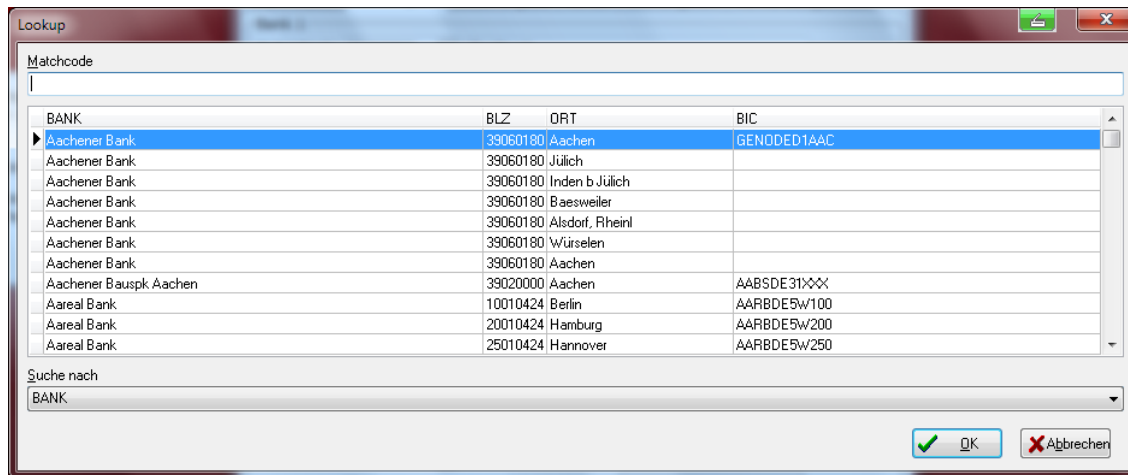 Lookup
Matchcode
BANK BLZ ORT BIC
Aachener Bank 39060180 Aachen GENODED1AAC
Aachener Bank 39060180 Jülich
Aachener Bank 39060180 Inden b Jülich
Aachener Bank 39060180 Baesweiler
Aachener Bank 39060180 Alsdorf, Rheinl
Aachener Bank 39060180 Würselen
Aachener Bank 39060180 Aachen
Aachener Bauspk Aachen 39020000 Aachen AABSDE31XXX
Aareal Bank 10010424 Berlin AARBDE5W100
Aareal Bank 20010424 Hamburg AARBDE5W200
Aareal Bank 25010424 Hannover AARBDE5W250
Suche nach
BANK
OK Abbrechen